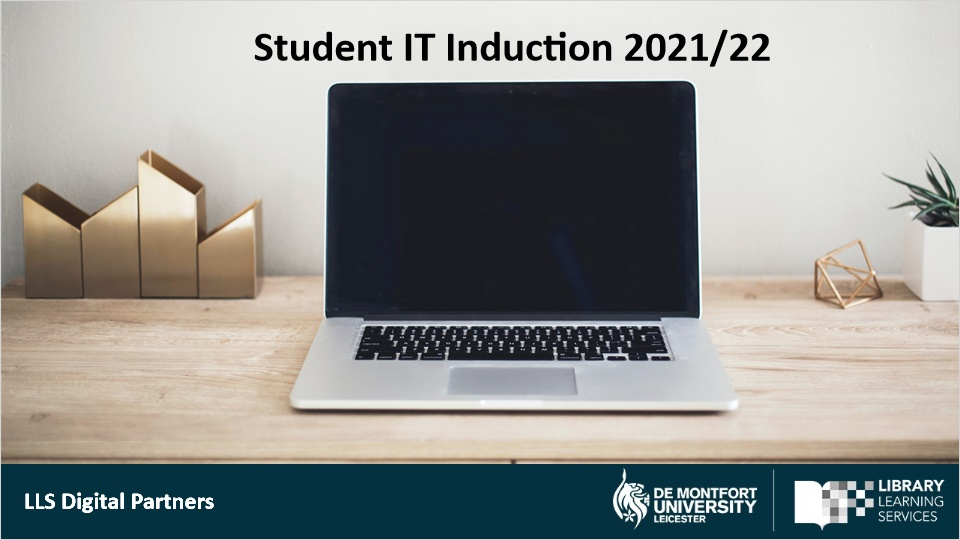 Student IT Induction 2021/22
LLS Digital Partners
DE MONTFORT
UNIVERSITY
LEICESTER
LIBRARY
LEARNING
SERVICES